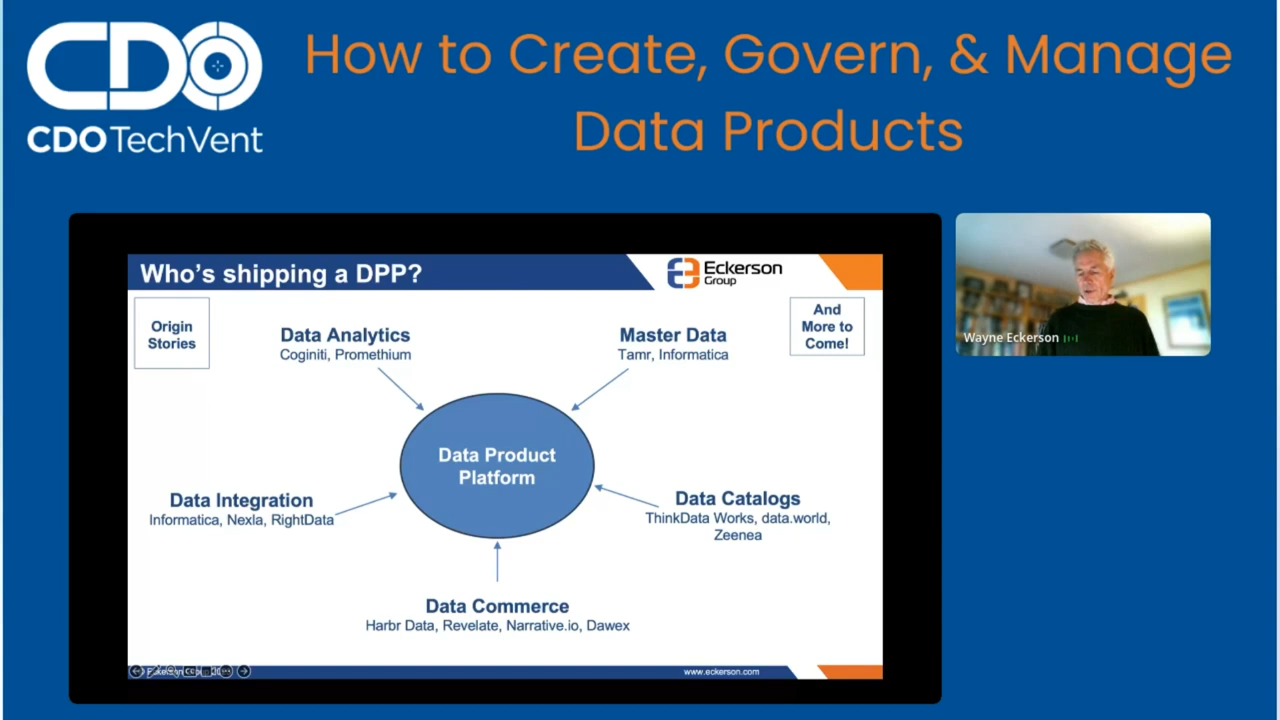 CDO
CDO TechVent
How to Create, Govern, & Manage
Data Products
Who's shipping a DPP?
Eckerson
Group
Origin
Stories
And
More to
Come!
Data Analytics
Coginiti, Promethium
Master Data
Tamr, Informatica
Data Product
Platform
Data Integration
Informatica, Nexla, RightData
Data Catalogs
ThinkData Works, data.world,
Zeenea
Data Commerce
Harbr Data, Revelate, Narrative.io, Dawex
www.eckerson.com
Wayne Eckerson